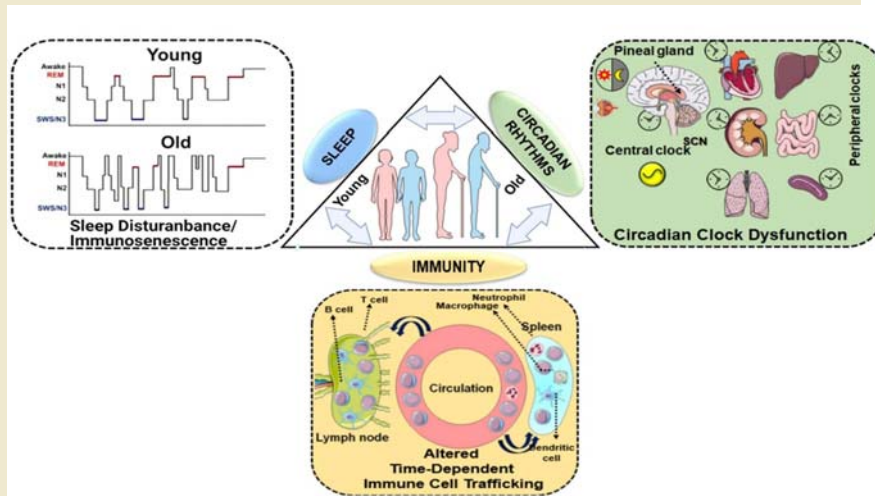 Young
Awake
REM
N1
N2
SWS/N3
Old
Awake
REM
N1
N2
SWS/N3
Sleep Disturanbance/
Immunosenescence
SLEEP
CIRCADIAN
RHYTHMS
Young
Old
IMMUNITY
Pineal gland
SCN
Central clock
Peripheral clocks
Circadian Clock Dysfunction
T cell
B cell
Neutrophil
Macrophage
Spleen
Circulation
Lymph node
Dendritic
cell
Altered
Time-Dependent
Immune Cell Trafficking